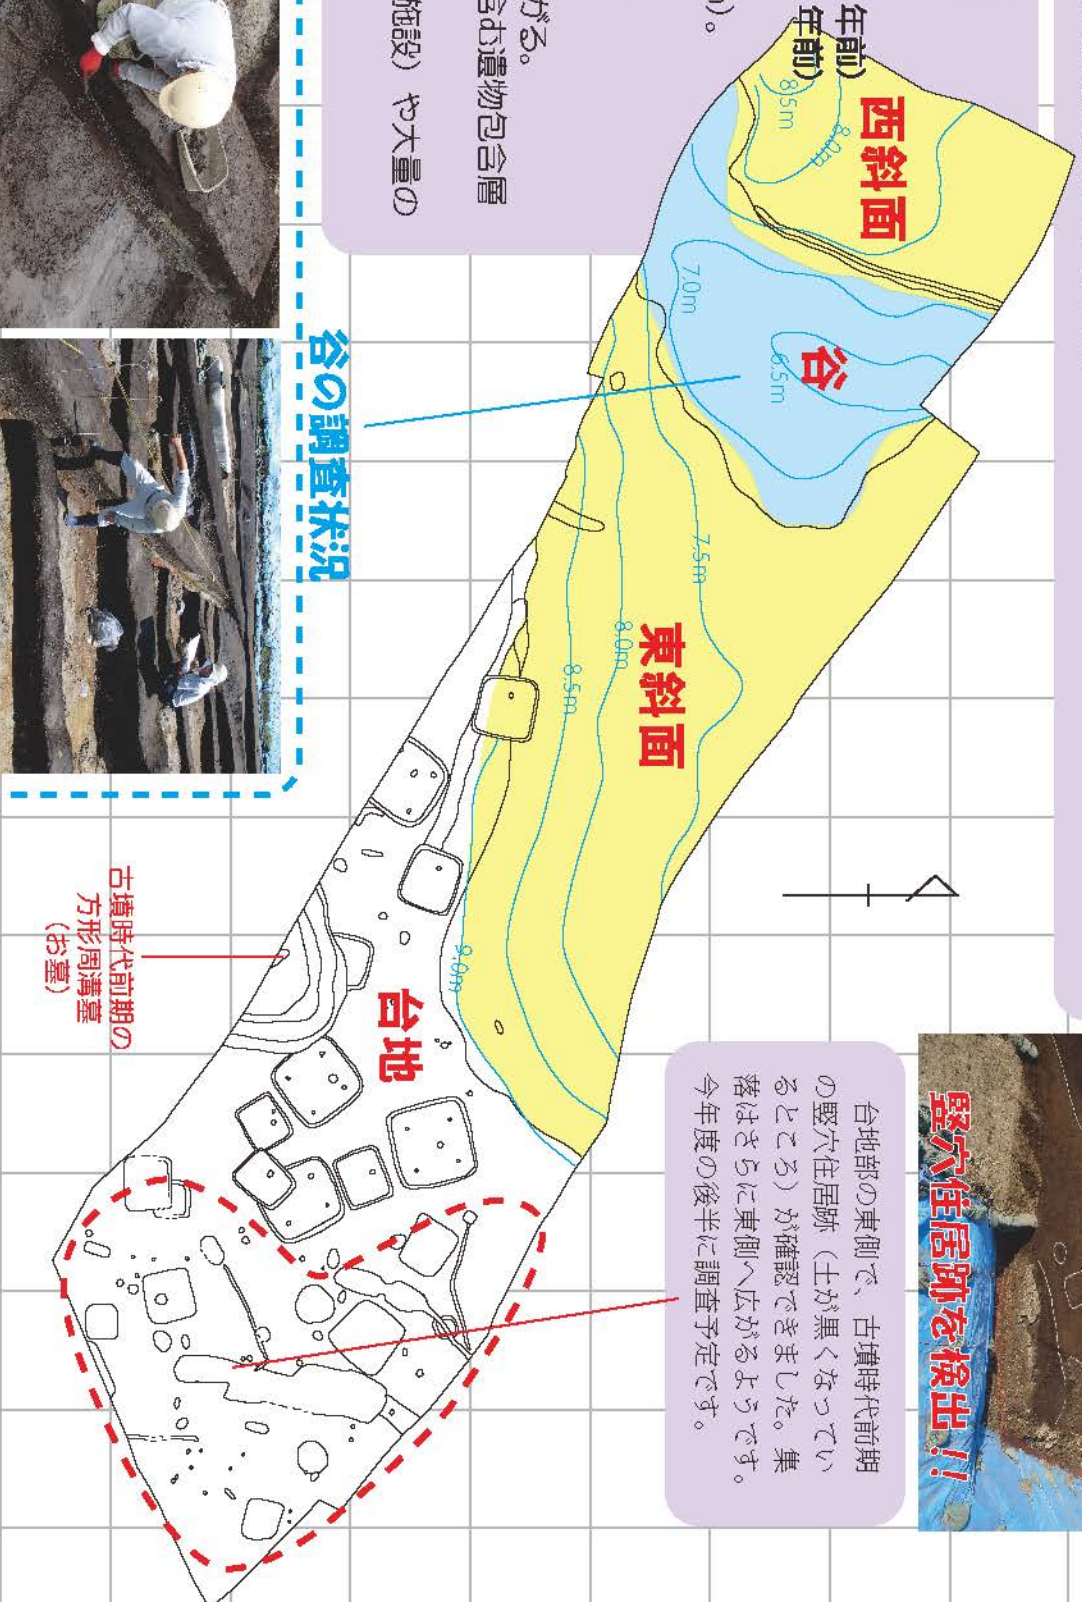 年前)
年前)
)。
がる。
含む遺物包含層
施設) や大量の
西斜面
8.5m
8.0m
谷
7.0m
6.5m
谷の調査状況
東斜面
7.5m
8.0m
8.5m
9.0m
台地
古墳時代前期の
方形周溝墓
(お墓)
竪穴住居跡を検出!!
台地部の東側で、古墳時代前期
の竪穴住居跡(土が黒くなってい
るところ)が確認できました。集
落はさらに東側へ広がるようです。
今年度の後半に調査予定です。